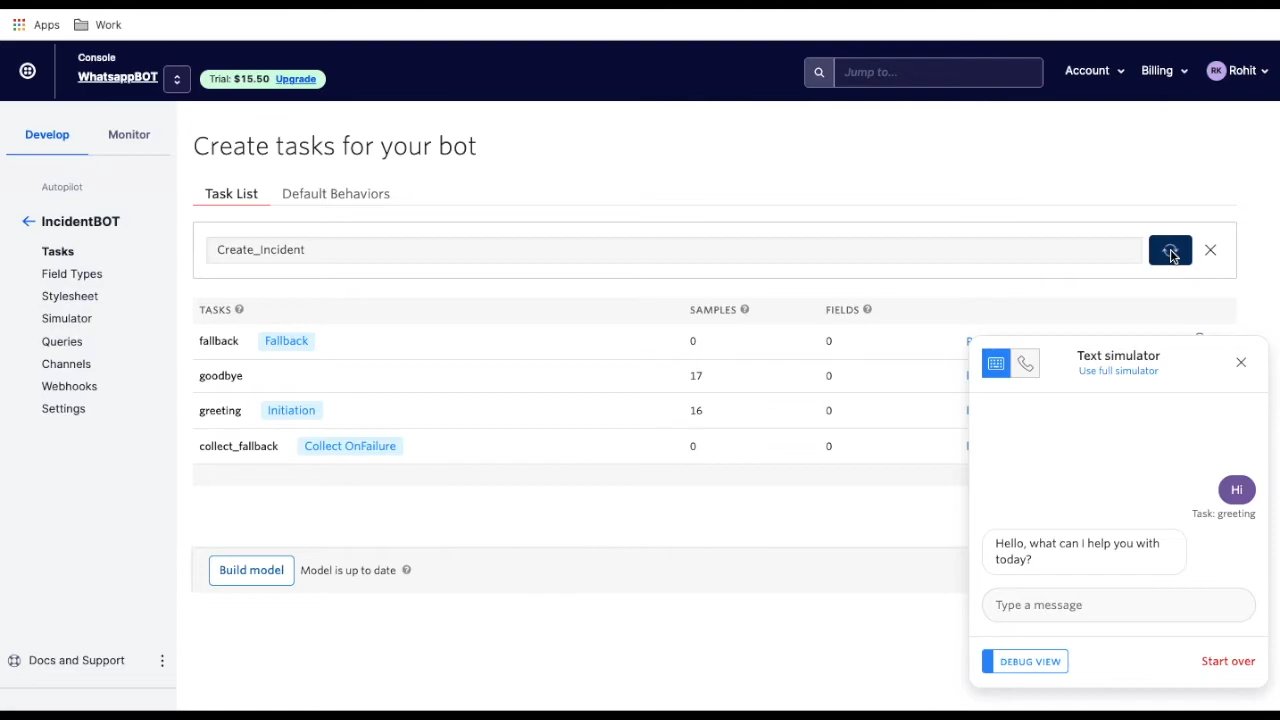 Apps Work
Console
WhatsappBOT
Trial: $15.50 Upgrade
Jump to...
Account Billing RK Rohit
Develop Monitor
Autopilot
IncidentBOT
Tasks
Field Types
Stylesheet
Simulator
Queries
Channels
Webhooks
Settings
Docs and Support
Create tasks for your bot
Task List Default Behaviors
Create_Incident
TASKS SAMPLES FIELDS
fallback Fallback 0 0
goodbye 17 0
greeting Initiation 16 0
collect_fallback Collect OnFailure 0 0
Build model Model is up to date
Text simulator
Use full simulator
Hi
Task: greeting
Hello, what can I help you with
today?
Type a message
DEBUG VIEW Start over